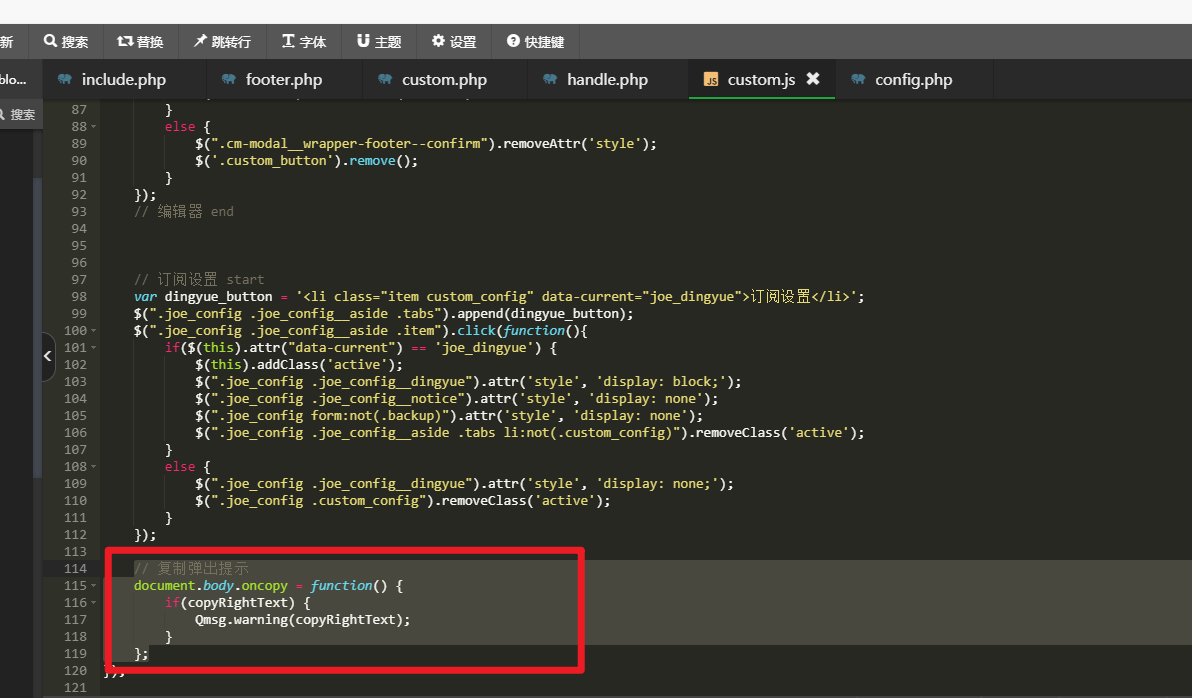 新 搜索 替换 跳转行 字体 主题 设置 快捷键
blo... include.php footer.php custom.php handle.php custom.js config.php
搜索
87 }
88 else {
89 $(".cm-modal__wrapper-footer--confirm").removeAttr('style');
90 $('.custom_button').remove();
91 }
92 });
93 // 编辑器 end
94
95
96
97 // 订阅设置 start
98 var dingyue_button = '<li class="item custom_config" data-current="joe_dingyue">订阅设置</li>';
99 $(".joe_config .joe_config__aside .tabs").append(dingyue_button);
100 $(".joe_config .joe_config__aside .item").click(function(){
101 if($(this).attr("data-current") == 'joe_dingyue') {
102 $(this).addClass('active');
103 $(".joe_config .joe_config__dingyue").attr('style', 'display: block;');
104 $(".joe_config .joe_config__notice").attr('style', 'display: none');
105 $(".joe_config form:not(.backup)").attr('style', 'display: none');
106 $(".joe_config .joe_config__aside .tabs li:not(.custom_config)").removeClass('active');
107 }
108 else {
109 $(".joe_config .joe_config__dingyue").attr('style', 'display: none;');
110 $(".joe_config .custom_config").removeClass('active');
111 }
112 });
113
114 // 复制弹出提示
115 document.body.oncopy = function() {
116 if(copyRightText) {
117 Qmsg.warning(copyRightText);
118 }
119 };
120 });
121